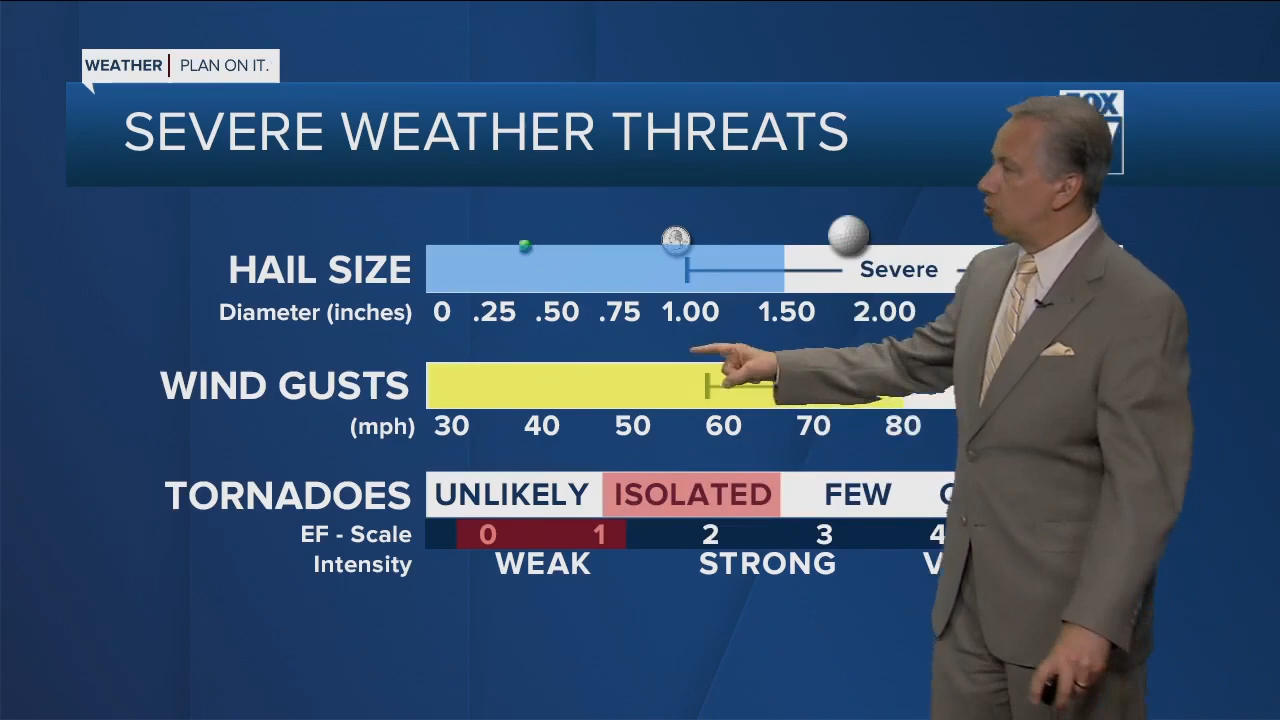 WEATHER | PLAN ON IT.
SEVERE WEATHER THREATS
FOX
HAIL SIZE
Severe
Diameter (inches) 0 .25 .50 .75 1.00 1.50 2.00
WIND GUSTS
(mph) 30 40 50 60 70 80
TORNADOES UNLIKELY ISOLATED FEW
EF - Scale 0 1 2 3 4
Intensity WEAK STRONG V